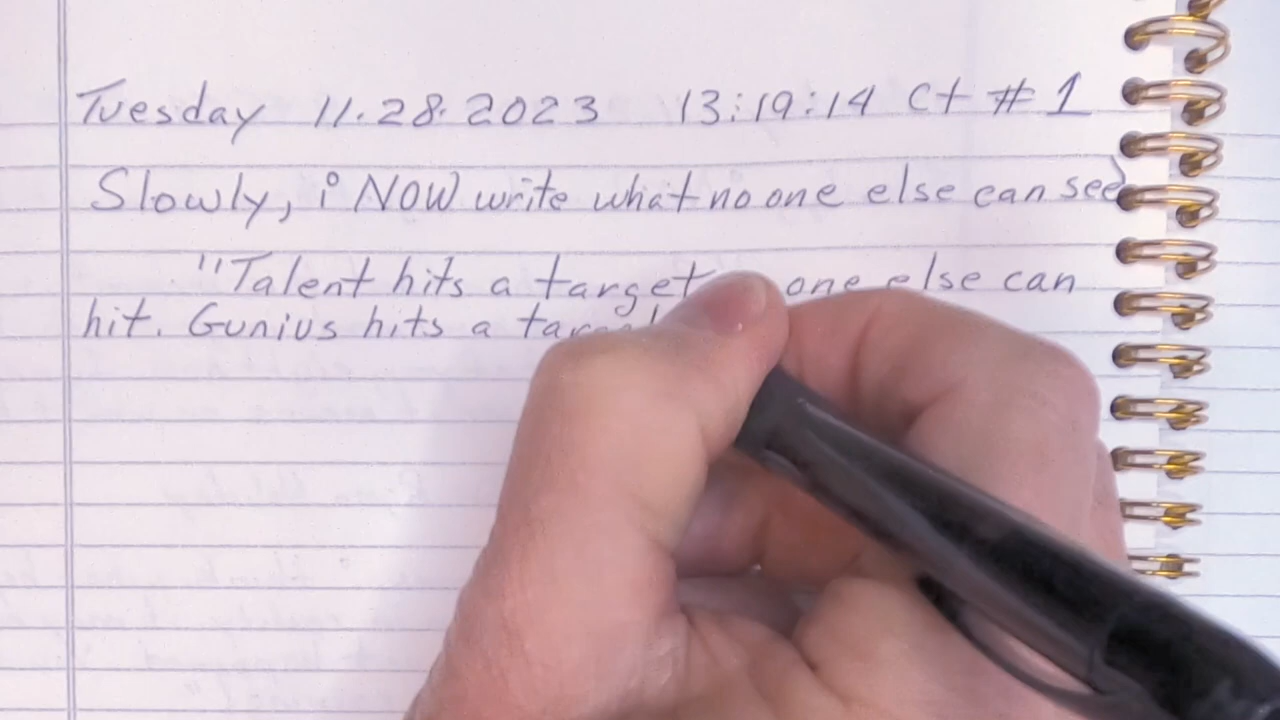 Tuesday 11.28.2023 13:19:14 Ct #1
Slowly, i NOW write what no one else can see
"Talent hits a target one else can
hit. Gunius hits a